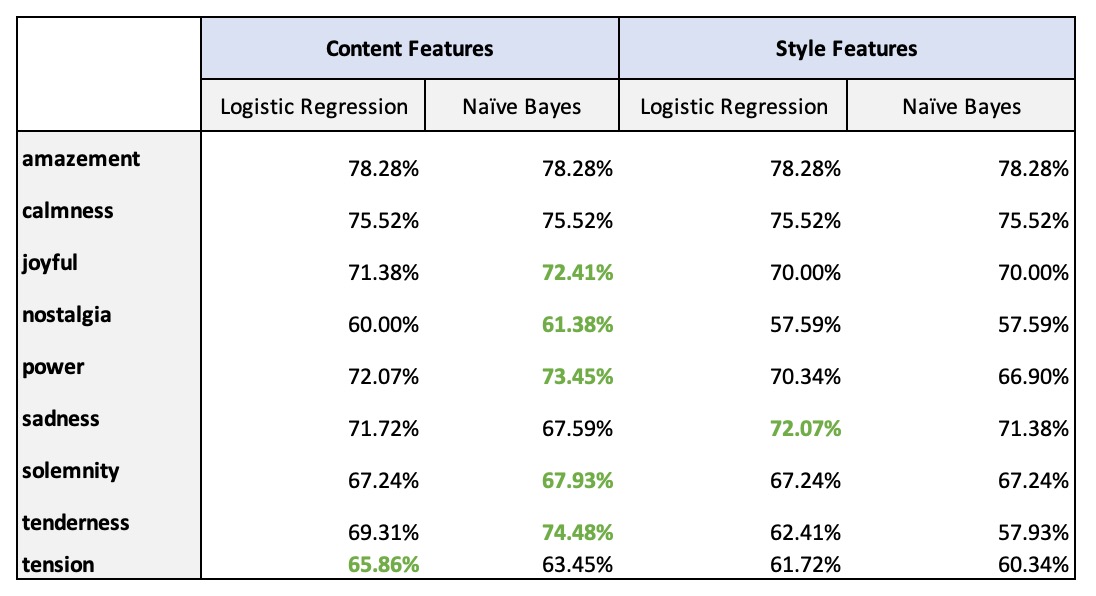 Content Features Style Features
Logistic Regression Naïve Bayes Logistic Regression Naïve Bayes
amazement 78.28% 78.28% 78.28% 78.28%
calmness 75.52% 75.52% 75.52% 75.52%
joyful 71.38% 72.41% 70.00% 70.00%
nostalgia 60.00% 61.38% 57.59% 57.59%
power 72.07% 73.45% 70.34% 66.90%
sadness 71.72% 67.59% 72.07% 71.38%
solemnity 67.24% 67.93% 67.24% 67.24%
tenderness 69.31% 74.48% 62.41% 57.93%
tension 65.86% 63.45% 61.72% 60.34%